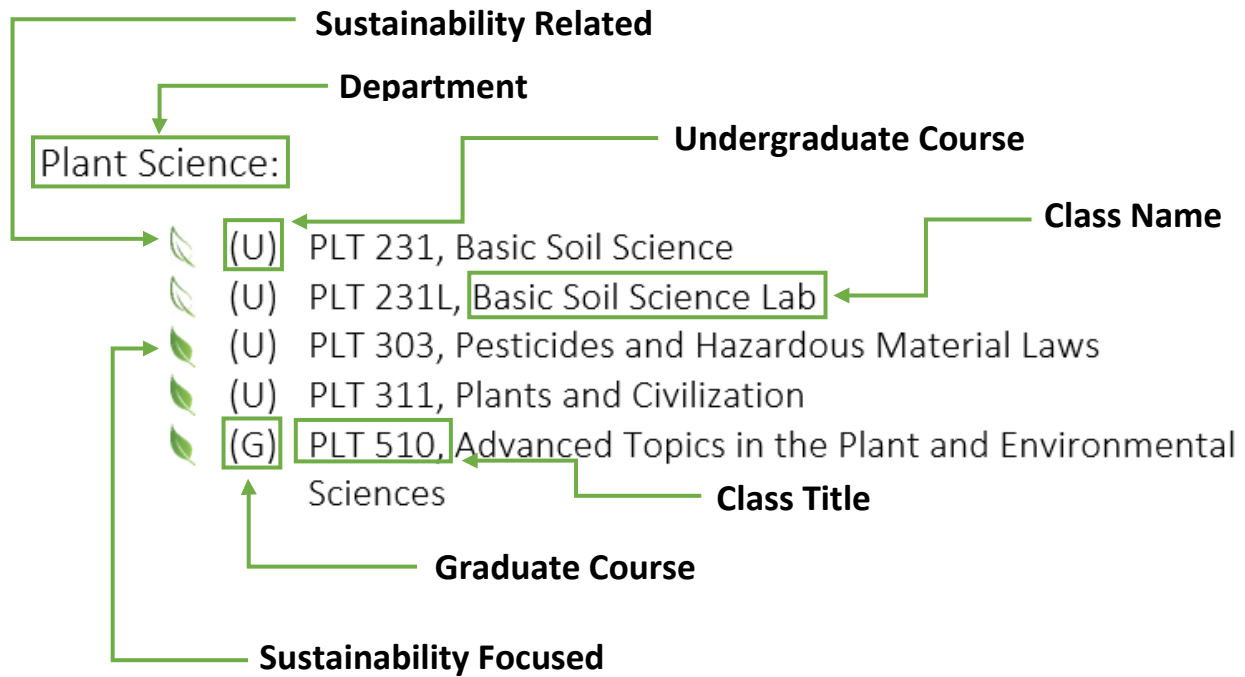 Sustainability Related
Department
Undergraduate Course
Plant Science:
Class Name
(U) PLT 231, Basic Soil Science
(U) PLT 231L, Basic Soil Science Lab
(U) PLT 303, Pesticides and Hazardous Material Laws
(U) PLT 311, Plants and Civilization
(G) PLT 510, Advanced Topics in the Plant and Environmental
Sciences
Class Title
Graduate Course
Sustainability Focused